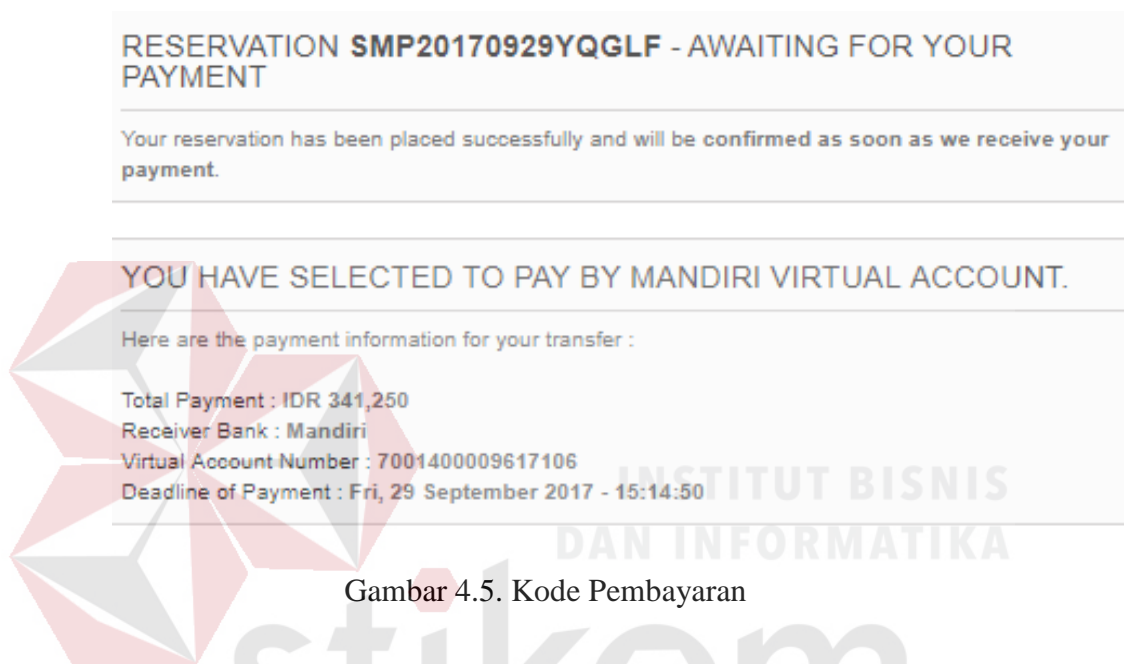 RESERVATION SMP20170929YQGLF - AWAITING FOR YOUR
PAYMENT
Your reservation has been placed successfully and will be confirmed as soon as we receive your
payment.
YOU HAVE SELECTED TO PAY BY MANDIRI VIRTUAL ACCOUNT.
Here are the payment information for your transfer :
Total Payment : IDR 341,250
Receiver Bank : Mandiri
Virtual Account Number : 7001400009617106
Deadline of Payment : Fri, 29 September 2017 - 15:14:50
INSTITUT BISNIS
DAN INFORMATIKA
Gambar 4.5. Kode Pembayaran
stikom